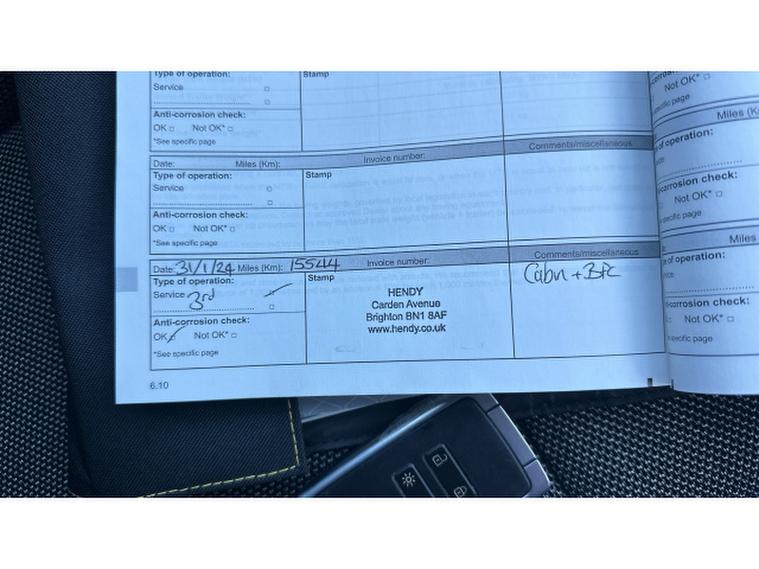 Type of operation:
Stamp
Service
Anti-corrosion check:
OK □ Not OK* □
*See specific page
Date: Miles (Km): Invoice number: Comments/miscellaneous
Type of operation:
Stamp
Service □
□
Anti-corrosion check:
OK □ Not OK* □
*See specific page
Date: 31/1/24 Miles (Km): 15544 Invoice number: Comments/miscellaneous
Type of operation:
Stamp
Service 3rd
HENDY
Carden Avenue
Brighton BN1 8AF
www.hendy.co.uk
Cabin + BFC
Anti-corrosion check:
OK Not OK* □
*See specific page
6.10
Not OK* □
specific page
Miles (K
of operation:
corrosion check:
Not OK* □
specific page
Miles
of operation:
corrosion check:
Not OK* □
specific page